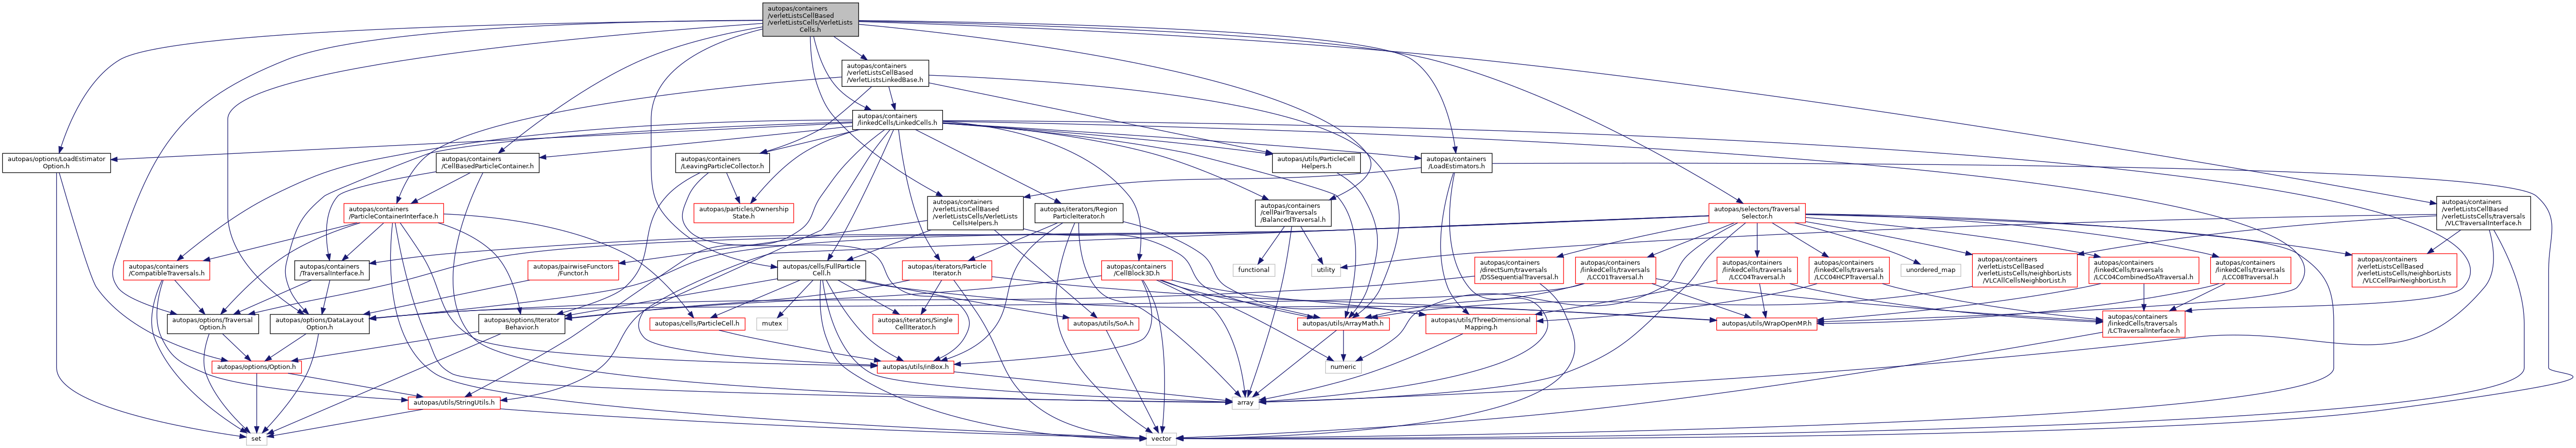 autopas/containers
/verletListsCellBased
/verletListsCells/VerletLists
Cells.h
autopas/containers
/verletListsCellBased
/VerletListsLinkedBase.h
autopas/containers
/linkedCells/LinkedCells.h
autopas/options/LoadEstimator
Option.h
autopas/containers
/CellBasedParticleContainer.h
autopas/containers
/LeavingParticleCollector.h
autopas/utils/ParticleCell
Helpers.h
autopas/containers
/LoadEstimators.h
autopas/containers
/ParticleContainerInterface.h
autopas/particles/Ownership
State.h
autopas/containers
/verletListsCellBased
/verletListsCells/VerletLists
CellsHelpers.h
autopas/iterators/Region
ParticleIterator.h
autopas/containers
/cellPairTraversals
/BalancedTraversal.h
autopas/selectors/Traversal
Selector.h
autopas/containers
/verletListsCellBased
/verletListsCells/traversals
/VLCTraversalInterface.h
autopas/containers
/CompatibleTraversals.h
autopas/containers
/TraversalInterface.h
autopas/pairwiseFunctors
/Functor.h
autopas/cells/FullParticle
Cell.h
autopas/iterators/Particle
Iterator.h
autopas/containers
/CellBlock3D.h
functional
utility
autopas/containers
/directSum/traversals
/DSSequentialTraversal.h
autopas/containers
/linkedCells/traversals
/LCC01Traversal.h
autopas/containers
/linkedCells/traversals
/LCC04Traversal.h
autopas/containers
/linkedCells/traversals
/LCC04HCPTraversal.h
unordered_map
autopas/containers
/verletListsCellBased
/verletListsCells/neighborLists
/VLCAllCellsNeighborList.h
autopas/containers
/linkedCells/traversals
/LCC04CombinedSoATraversal.h
autopas/containers
/linkedCells/traversals
/LCC08Traversal.h
autopas/containers
/verletListsCellBased
/verletListsCells/neighborLists
/VLCCellPairNeighborList.h
autopas/options/Traversal
Option.h
autopas/options/DataLayout
Option.h
autopas/options/Iterator
Behavior.h
autopas/cells/ParticleCell.h
mutex
autopas/iterators/Single
CellIterator.h
autopas/utils/SoA.h
autopas/utils/ArrayMath.h
autopas/utils/ThreeDimensional
Mapping.h
autopas/utils/WrapOpenMP.h
autopas/containers
/linkedCells/traversals
/LCTraversalInterface.h
autopas/options/Option.h
autopas/utils/inBox.h
numeric
autopas/utils/StringUtils.h
array
set
vector